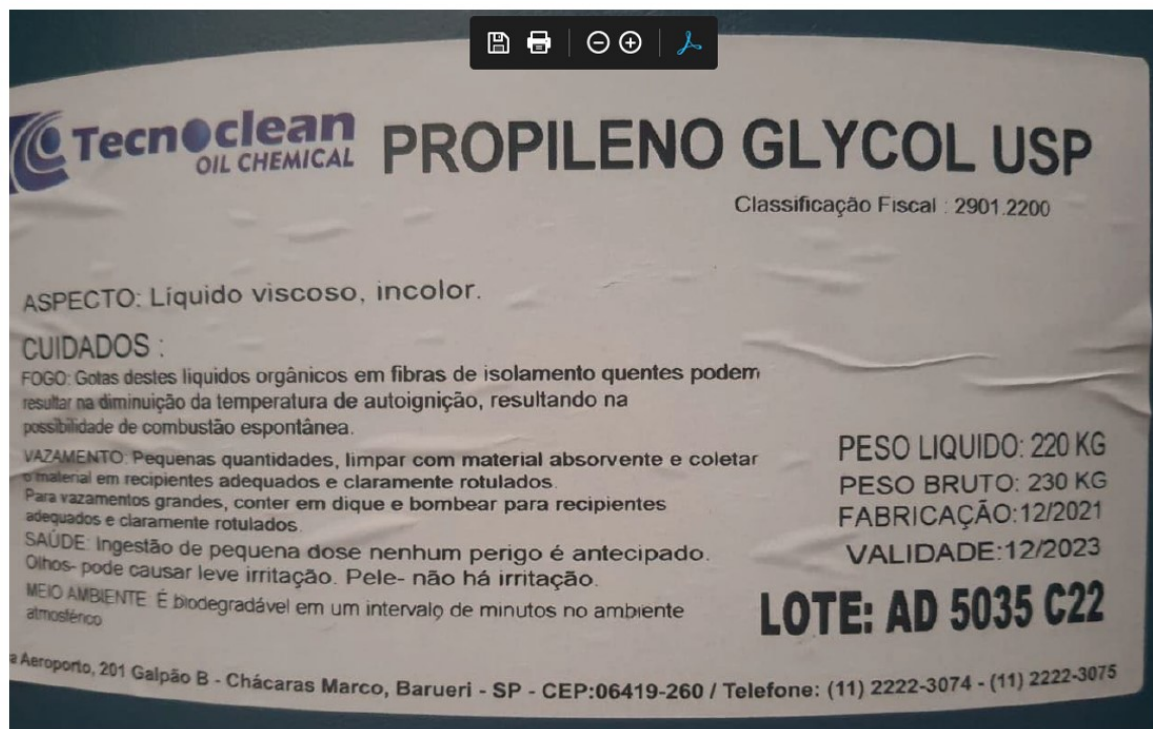 Tecnoclean
OIL CHEMICAL
PROPILENO GLYCOL USP
Classificação Fiscal : 2901.2200
ASPECTO: Líquido viscoso, incolor.
CUIDADOS :
FOGO: Gotas destes liquidos orgânicos em fibras de isolamento quentes podem
resultar na diminuição da temperatura de autoignição, resultando na
possibilidade de combustão espontânea.
VAZAMENTO: Pequenas quantidades, limpar com material absorvente e coletar
o material em recipientes adequados e claramente rotulados.
Para vazamentos grandes, conter em dique e bombear para recipientes
adequados e claramente rotulados.
SAÚDE: Ingestão de pequena dose nenhum perigo é antecipado.
Olhos- pode causar leve irritação. Pele- não há irritação.
MEIO AMBIENTE: É biodegradável em um intervalo de minutos no ambiente
atmosférico
PESO LIQUIDO: 220 KG
PESO BRUTO: 230 KG
FABRICAÇÃO:12/2021
VALIDADE:12/2023
LOTE: AD 5035 C22
a Aeroporto, 201 Galpão B - Chácaras Marco, Barueri - SP - CEP:06419-260 / Telefone: (11) 2222-3074 - (11) 2222-3075